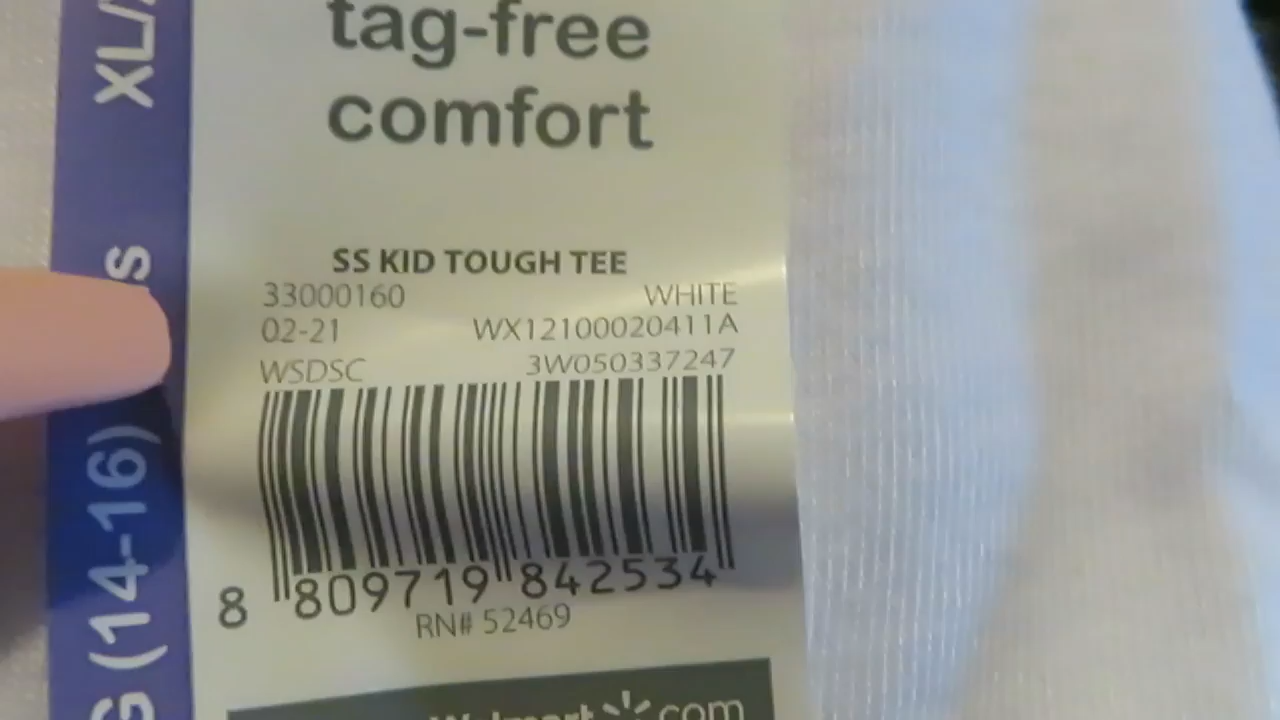 tag-free
comfort
SS KID TOUGH TEE
33000160 WHITE
02-21 WX12100020411A
WSDSC 3W050337247
8 809719 842534
RN# 52469
Walmart com
XL/
(14-16)